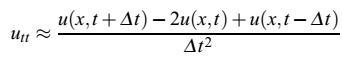 u_{tt} ≈ \frac{u(x,t+Δt) − 2u(x,t) + u(x,t−Δt)}{Δt^2}